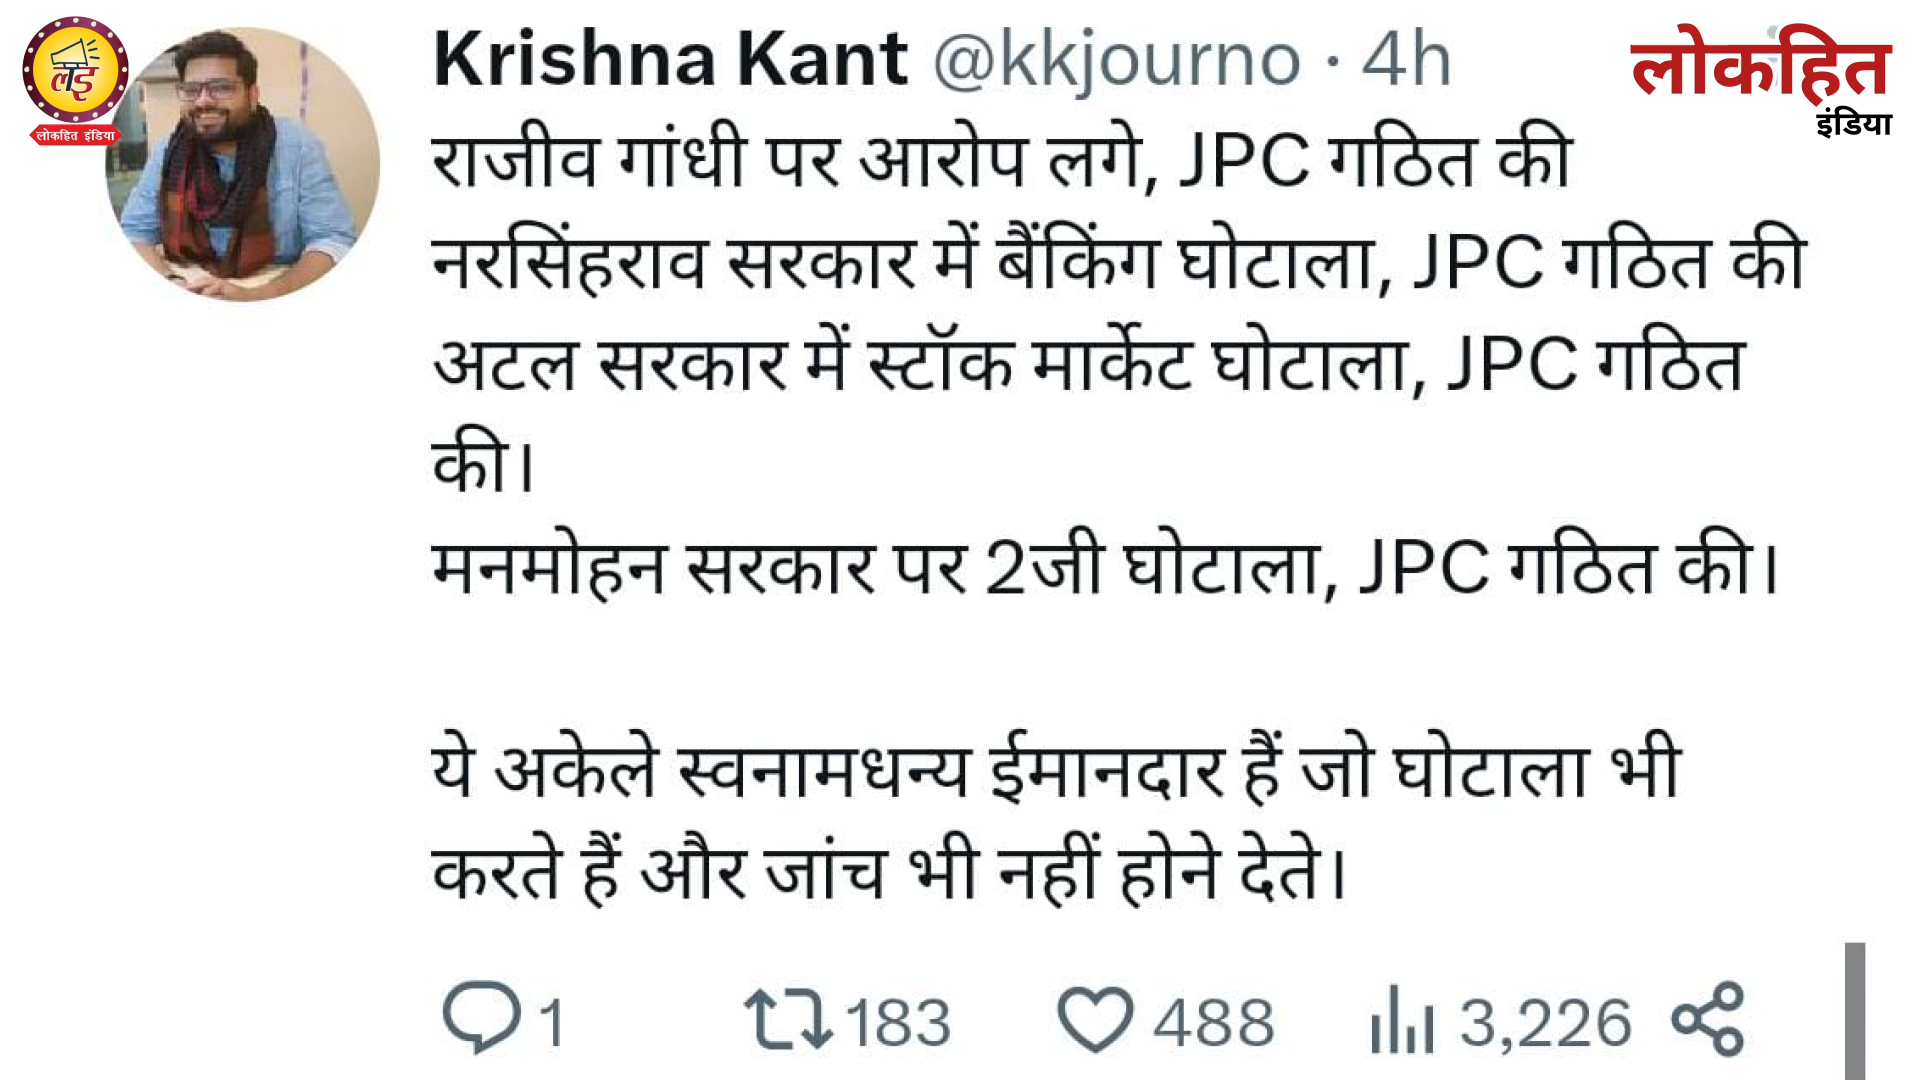 लइ
लोकहित इंडिया
Krishna Kant @kkjourno · 4h
लोकहित
इंडिया
राजीव गांधी पर आरोप लगे, JPC गठित की
नरसिंहराव सरकार में बैंकिंग घोटाला, JPC गठित की
अटल सरकार में स्टॉक मार्केट घोटाला, JPC गठित
की।
मनमोहन सरकार पर 2जी घोटाला, JPC गठित की।
ये अकेले स्वनामधन्य ईमानदार हैं जो घोटाला भी
करते हैं और जांच भी नहीं होने देते।
1 183 488 3,226